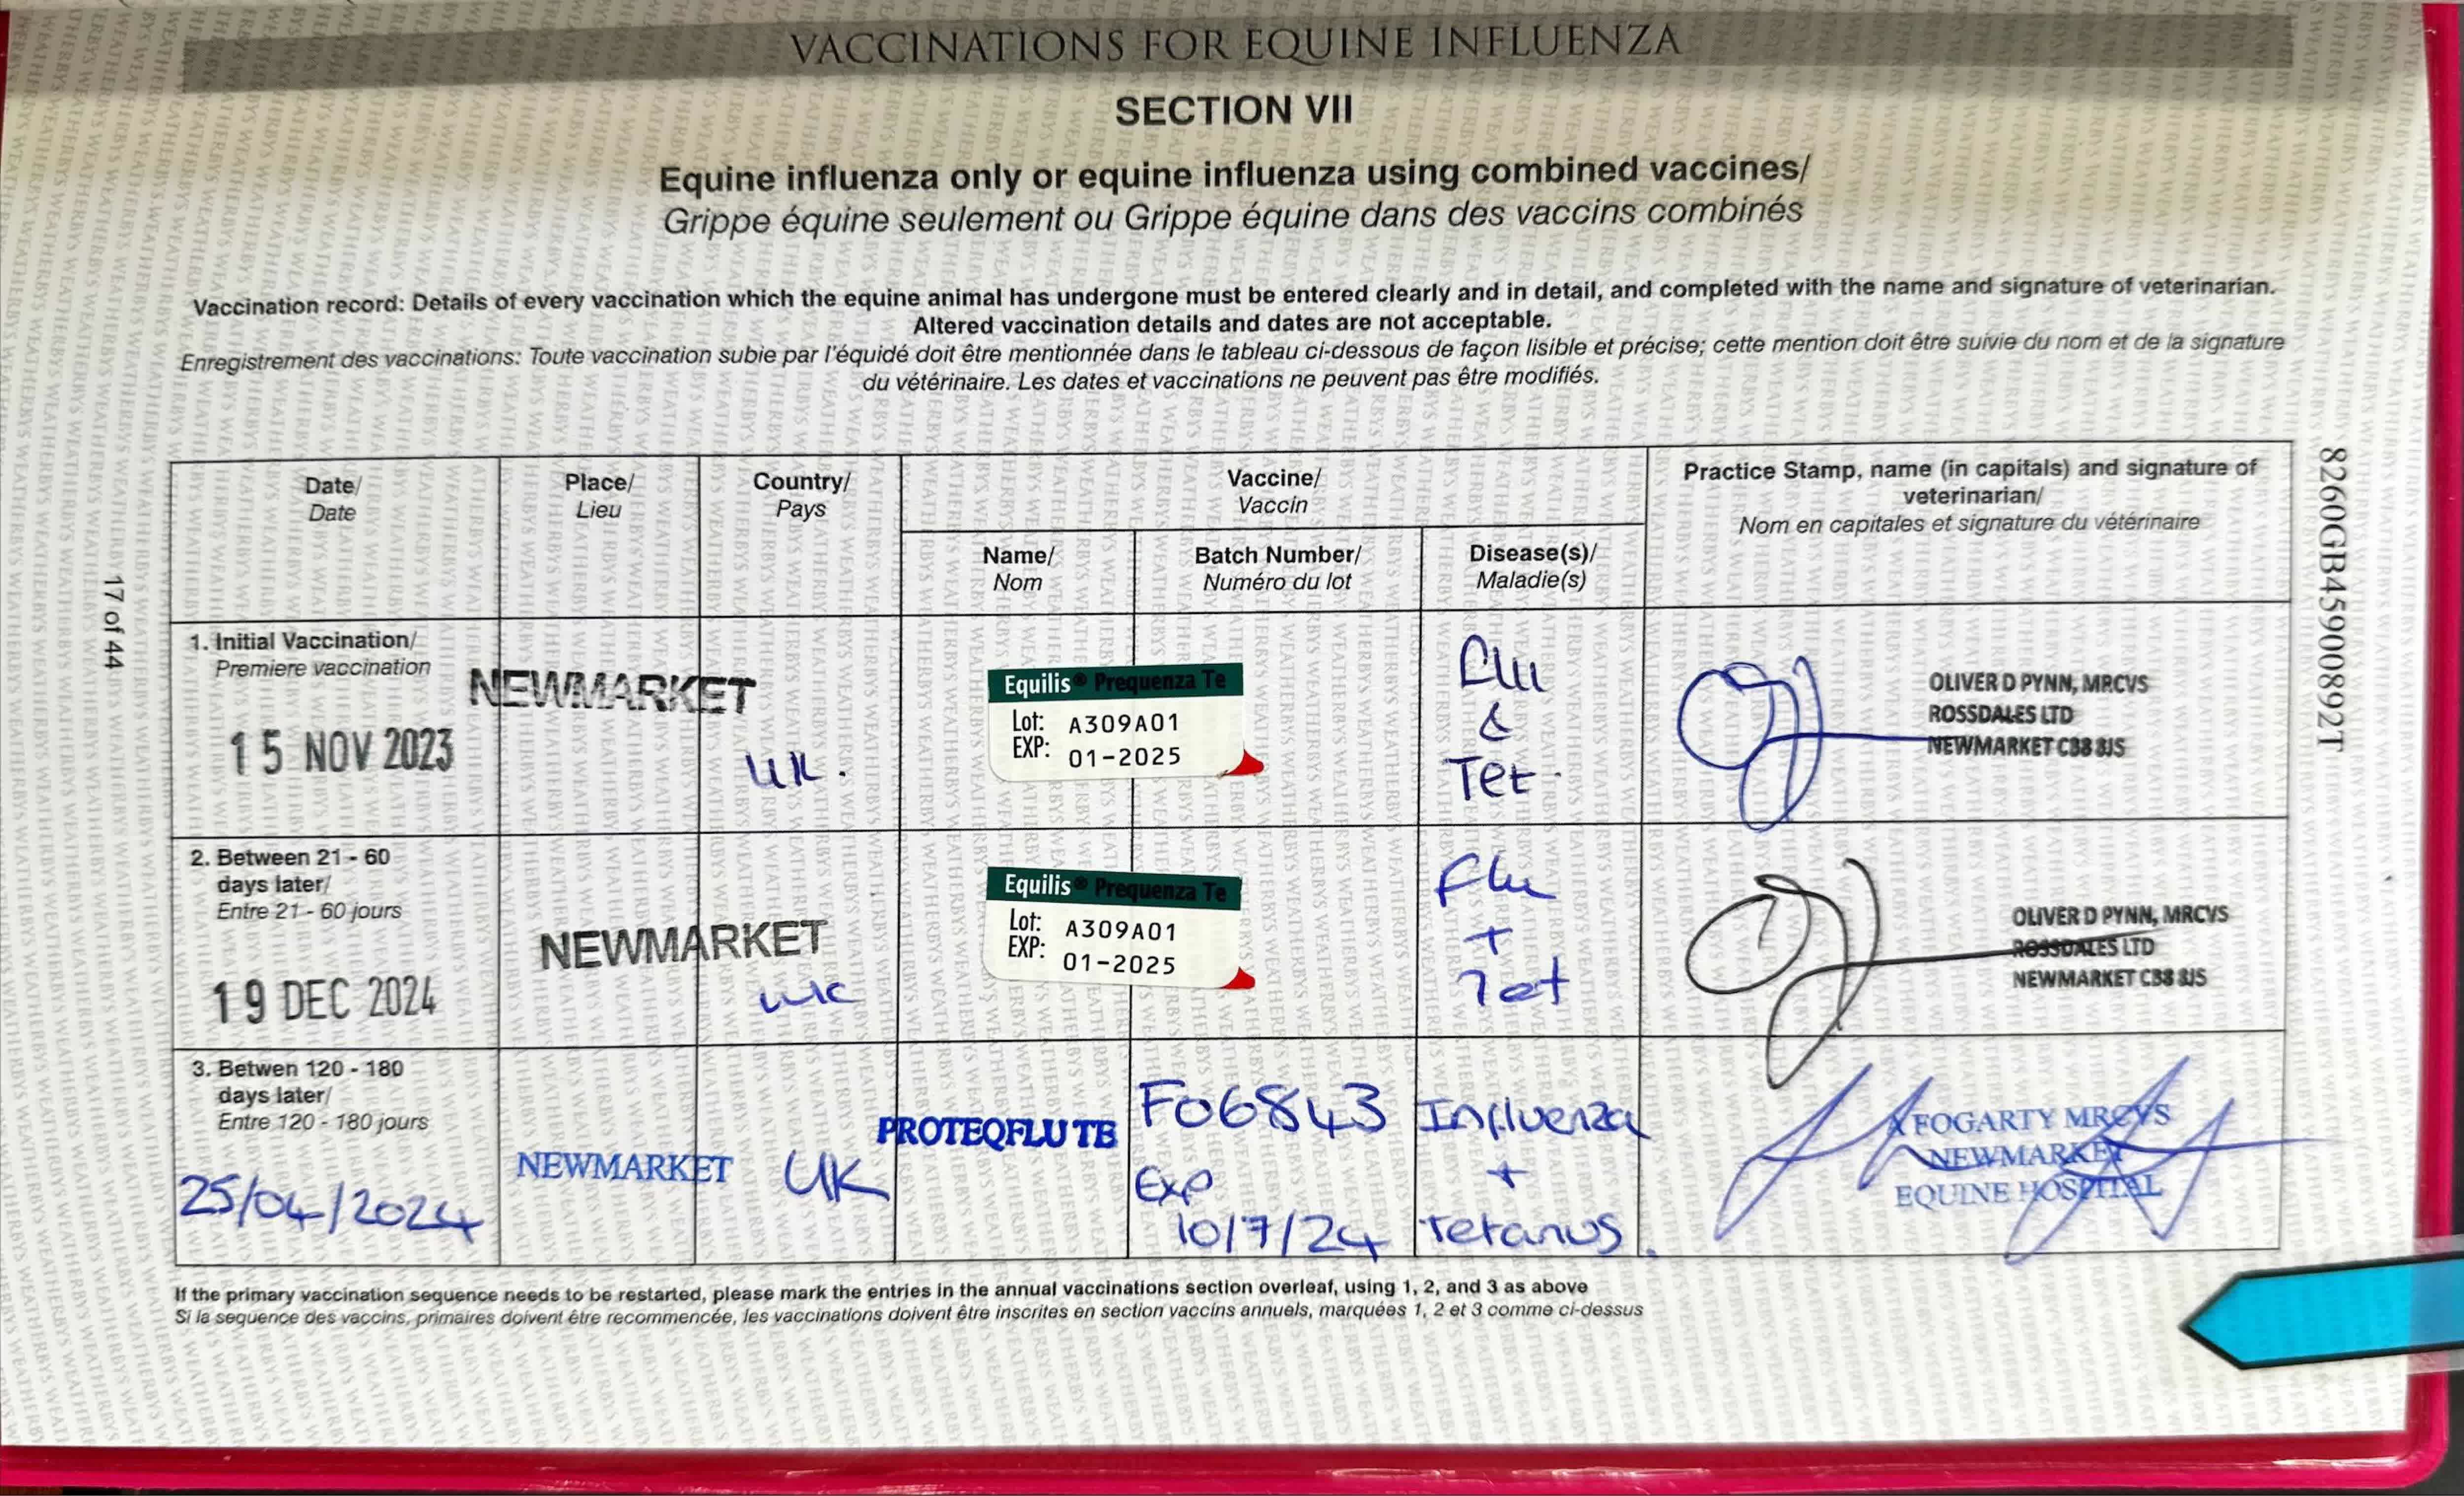 VACCINATIONS FOR EQUINE INFLUENZA
SECTION VII
Equine influenza only or equine influenza using combined vaccines/
Grippe équine seulement ou Grippe équine dans des vaccins combinés
Vaccination record: Details of every vaccination which the equine animal has undergone must be entered clearly and in detail, and completed with the name and signature of veterinarian.
Altered vaccination details and dates are not acceptable.
Enregistrement des vaccinations: Toute vaccination subie par l'équidé doit être mentionnée dans le tableau ci-dessous de façon lisible et précise; cette mention doit être suivie du nom et de la signature
du vétérinaire. Les dates et vaccinations ne peuvent pas être modifiés.
Date/
Date
Place/
Lieu
Country/
Pays
Vaccine/
Vaccin
Name/
Nom
Batch Number/
Numéro du lot
Disease(s)/
Maladie(s)
Practice Stamp, name (in capitals) and signature of
veterinarian/
Nom en capitales et signature du vétérinaire
1. Initial Vaccination/
Premiere vaccination
15 NOV 2023
NEWMARKET
UK.
Equilis® Prequenza Te
Lot: A309A01
EXP: 01-2025
Flu
&
Tet.
OLIVER D PYNN, MRCVS
ROSSDALES LTD
NEWMARKET CB8 8JS
2. Between 21 - 60
days later/
Entre 21 - 60 jours
19 DEC 2024
NEWMARKET
UK
Equilis® Prequenza Te
Lot: A309A01
EXP: 01-2025
Flu
+
Tet
OLIVER D PYNN, MRCVS
ROSSDALES LTD
NEWMARKET CB8 8JS
3. Betwen 120 - 180
days later/
Entre 120 - 180 jours
25/04/2024
NEWMARKET
UK
PROTEQFLU TE
F06843
Exp
10/7/24
Influenza
+
Tetanus.
A FOGARTY MRCVS
NEWMARKET
EQUINE HOSPITAL
If the primary vaccination sequence needs to be restarted, please mark the entries in the annual vaccinations section overleaf, using 1, 2, and 3 as above
Si la sequence des vaccins, primaires doivent être recommencée, les vaccinations doivent être inscrites en section vaccins annuels, marquées 1, 2 et 3 comme ci-dessus
17 of 44
8260GB45900892T